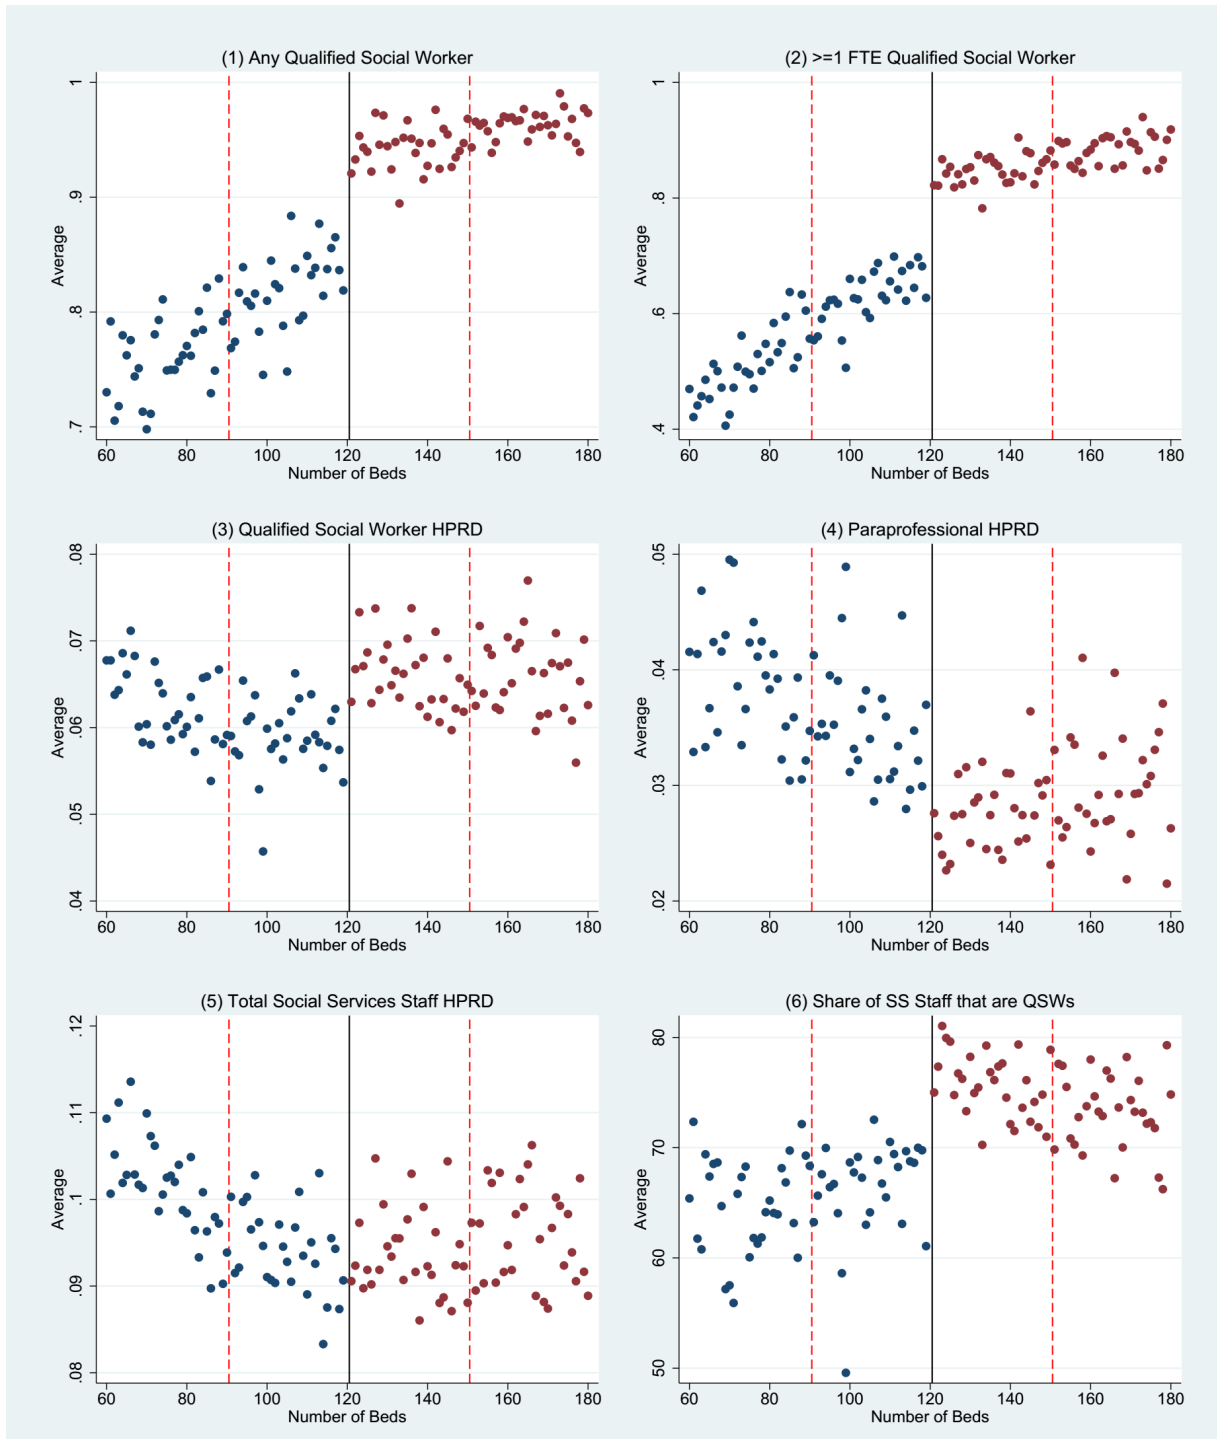 (1) Any Qualified Social Worker
1
.9
.8
.7
Average
60 80 100 120 140 160 180
Number of Beds
(2) >=1 FTE Qualified Social Worker
1
.8
.6
.4
Average
60 80 100 120 140 160 180
Number of Beds
(3) Qualified Social Worker HPRD
.08
.07
.06
.05
.04
Average
60 80 100 120 140 160 180
Number of Beds
(4) Paraprofessional HPRD
.05
.04
.03
.02
Average
60 80 100 120 140 160 180
Number of Beds
(5) Total Social Services Staff HPRD
.12
.11
.1
.09
.08
Average
60 80 100 120 140 160 180
Number of Beds
(6) Share of SS Staff that are QSWs
80
70
60
50
Average
60 80 100 120 140 160 180
Number of Beds